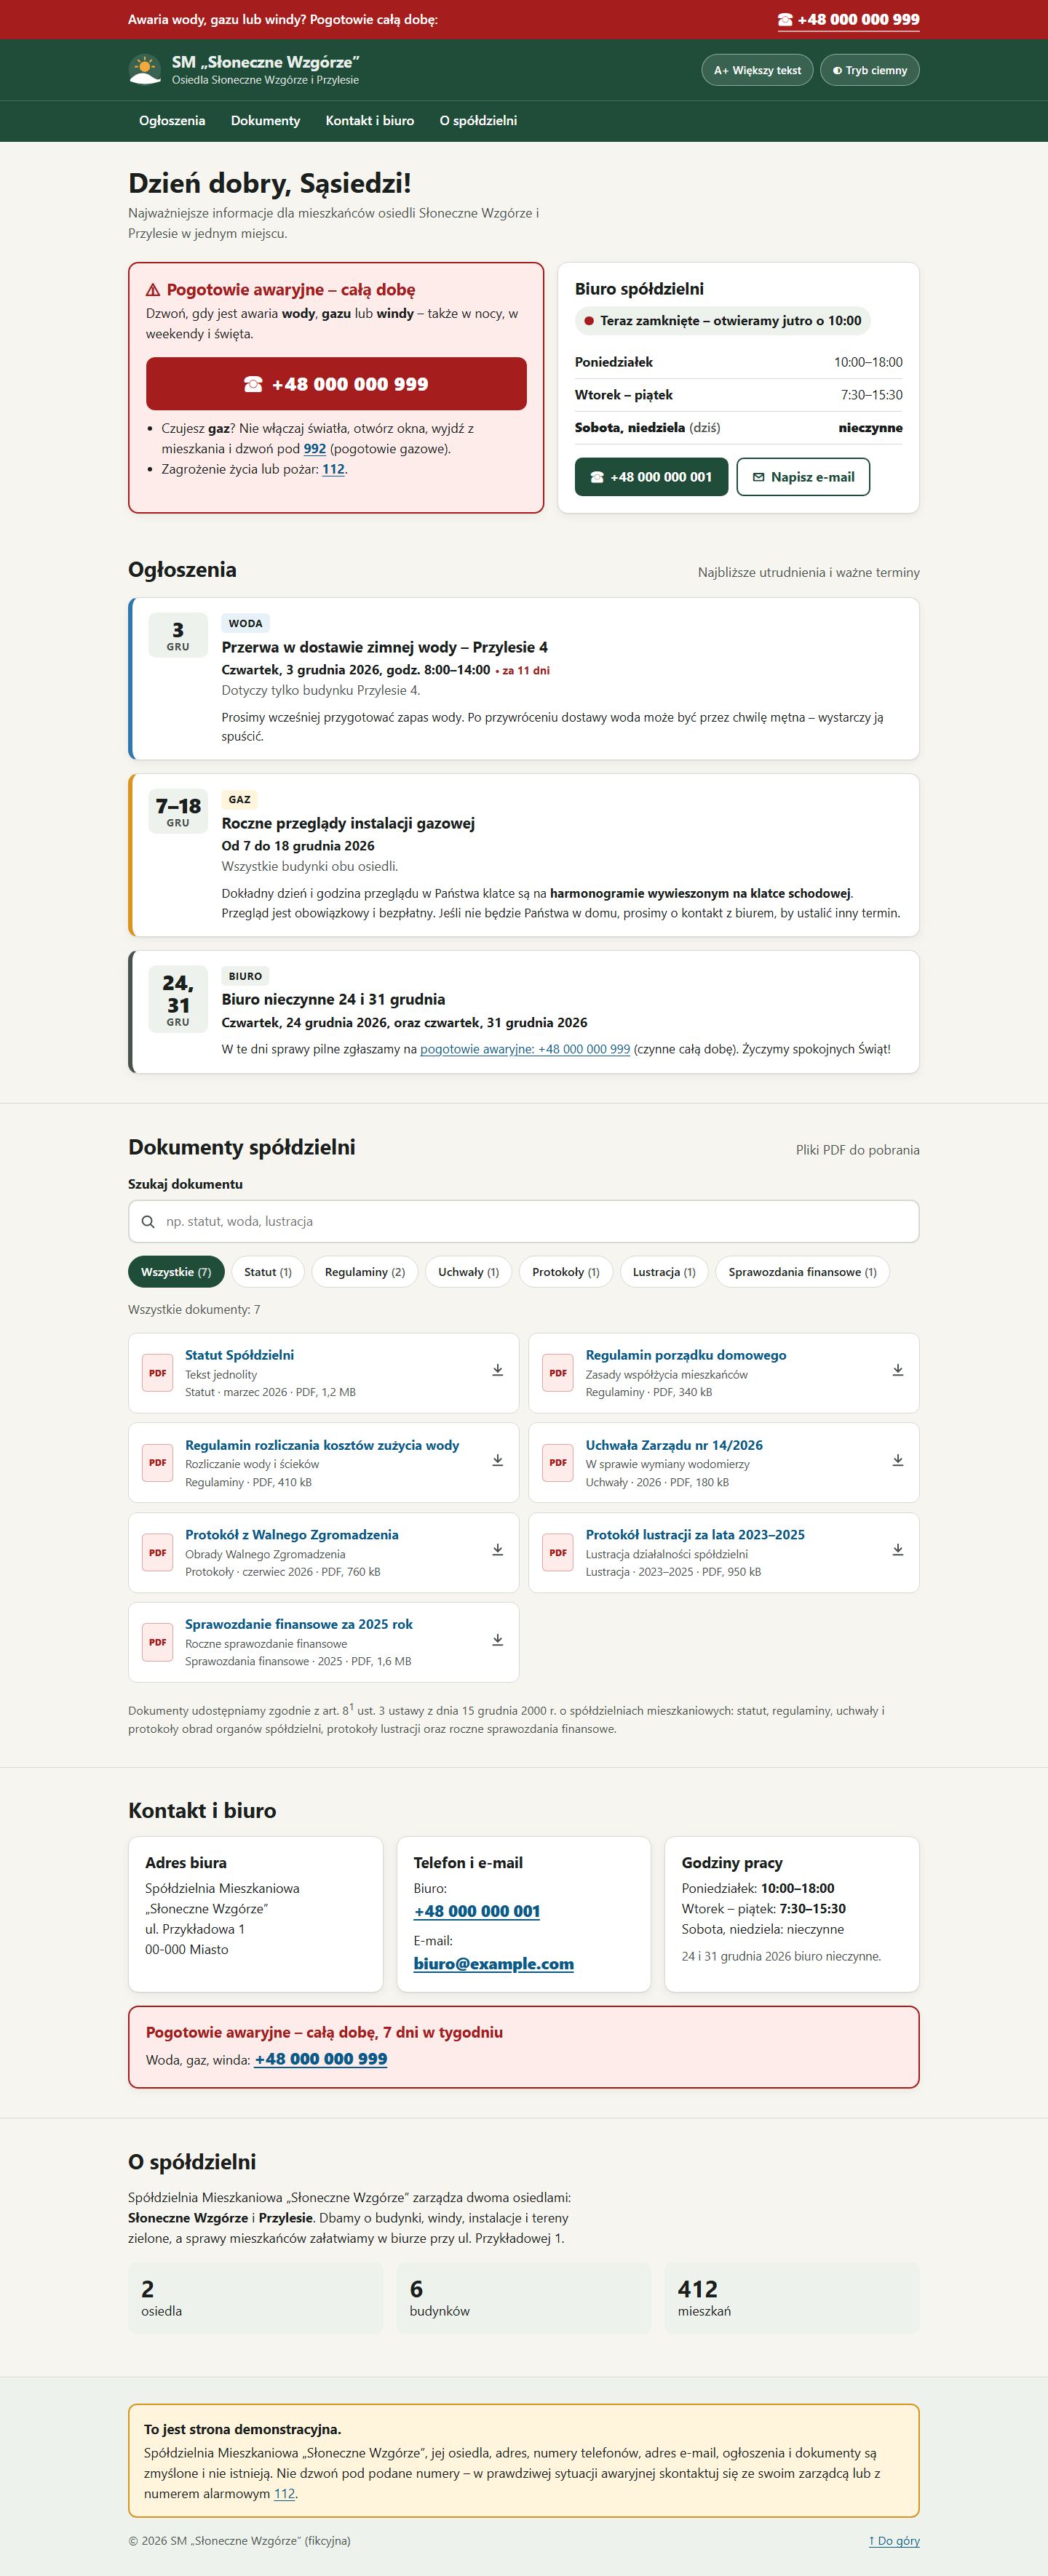 Awaria wody, gazu lub windy? Pogotowie całą dobę:
☎ +48 000 000 999
SM „Słoneczne Wzgórze”
Osiedla Słoneczne Wzgórze i Przylesie
A+ Większy tekst
◐ Tryb ciemny
Ogłoszenia
Dokumenty
Kontakt i biuro
O spółdzielni
Dzień dobry, Sąsiedzi!
Najważniejsze informacje dla mieszkańców osiedli Słoneczne Wzgórze i
Przylesie w jednym miejscu.
⚠ Pogotowie awaryjne – całą dobę
Dzwoń, gdy jest awaria wody, gazu lub windy – także w nocy, w
weekendy i święta.
☎ +48 000 000 999
• Czujesz gaz? Nie włączaj światła, otwórz okna, wyjdź z
mieszkania i dzwoń pod 992 (pogotowie gazowe).
• Zagrożenie życia lub pożar: 112.
Biuro spółdzielni
Teraz zamknięte – otwieramy jutro o 10:00
Poniedziałek 10:00–18:00
Wtorek – piątek 7:30–15:30
Sobota, niedziela (dziś) nieczynne
☎ +48 000 000 001
✉ Napisz e-mail
Ogłoszenia
Najbliższe utrudnienia i ważne terminy
3
GRU
WODA
Przerwa w dostawie zimnej wody – Przylesie 4
Czwartek, 3 grudnia 2026, godz. 8:00–14:00 • za 11 dni
Dotyczy tylko budynku Przylesie 4.
Prosimy wcześniej przygotować zapas wody. Po przywróceniu dostawy woda może być przez chwilę mętna – wystarczy ją
spuścić.
7–18
GRU
GAZ
Roczne przeglądy instalacji gazowej
Od 7 do 18 grudnia 2026
Wszystkie budynki obu osiedli.
Dokładny dzień i godzina przeglądu w Państwa klatce są na harmonogramie wywieszonym na klatce schodowej.
Przegląd jest obowiązkowy i bezpłatny. Jeśli nie będzie Państwa w domu, prosimy o kontakt z biurem, by ustalić inny termin.
24,
31
GRU
BIURO
Biuro nieczynne 24 i 31 grudnia
Czwartek, 24 grudnia 2026, oraz czwartek, 31 grudnia 2026
W te dni sprawy pilne zgłaszamy na pogotowie awaryjne: +48 000 000 999 (czynne całą dobę). Życzymy spokojnych Świąt!
Dokumenty spółdzielni
Pliki PDF do pobrania
Szukaj dokumentu
np. statut, woda, lustracja
Wszystkie (7)
Statut (1)
Regulaminy (2)
Uchwały (1)
Protokoły (1)
Lustracja (1)
Sprawozdania finansowe (1)
Wszystkie dokumenty: 7
PDF
Statut Spółdzielni
Tekst jednolity
Statut · marzec 2026 · PDF, 1,2 MB
PDF
Regulamin porządku domowego
Zasady współżycia mieszkańców
Regulaminy · PDF, 340 kB
PDF
Regulamin rozliczania kosztów zużycia wody
Rozliczanie wody i ścieków
Regulaminy · PDF, 410 kB
PDF
Uchwała Zarządu nr 14/2026
W sprawie wymiany wodomierzy
Uchwały · 2026 · PDF, 180 kB
PDF
Protokół z Walnego Zgromadzenia
Obrady Walnego Zgromadzenia
Protokoły · czerwiec 2026 · PDF, 760 kB
PDF
Protokół lustracji za lata 2023–2025
Lustracja działalności spółdzielni
Lustracja · 2023–2025 · PDF, 950 kB
PDF
Sprawozdanie finansowe za 2025 rok
Roczne sprawozdanie finansowe
Sprawozdania finansowe · 2025 · PDF, 1,6 MB
Dokumenty udostępniamy zgodnie z art. 8¹ ust. 3 ustawy z dnia 15 grudnia 2000 r. o spółdzielniach mieszkaniowych: statut, regulaminy, uchwały i
protokoły obrad organów spółdzielni, protokoły lustracji oraz roczne sprawozdania finansowe.
Kontakt i biuro
Adres biura
Spółdzielnia Mieszkaniowa
„Słoneczne Wzgórze”
ul. Przykładowa 1
00-000 Miasto
Telefon i e-mail
Biuro:
+48 000 000 001
E-mail:
biuro@example.com
Godziny pracy
Poniedziałek: 10:00–18:00
Wtorek – piątek: 7:30–15:30
Sobota, niedziela: nieczynne
24 i 31 grudnia 2026 biuro nieczynne.
Pogotowie awaryjne – całą dobę, 7 dni w tygodniu
Woda, gaz, winda: +48 000 000 999
O spółdzielni
Spółdzielnia Mieszkaniowa „Słoneczne Wzgórze” zarządza dwoma osiedlami:
Słoneczne Wzgórze i Przylesie. Dbamy o budynki, windy, instalacje i tereny
zielone, a sprawy mieszkańców załatwiamy w biurze przy ul. Przykładowej 1.
2
osiedla
6
budynków
412
mieszkań
To jest strona demonstracyjna.
Spółdzielnia Mieszkaniowa „Słoneczne Wzgórze”, jej osiedla, adres, numery telefonów, adres e-mail, ogłoszenia i dokumenty są
zmyślone i nie istnieją. Nie dzwoń pod podane numery – w prawdziwej sytuacji awaryjnej skontaktuj się ze swoim zarządcą lub z
numerem alarmowym 112.
© 2026 SM „Słoneczne Wzgórze” (fikcyjna)
↑ Do góry